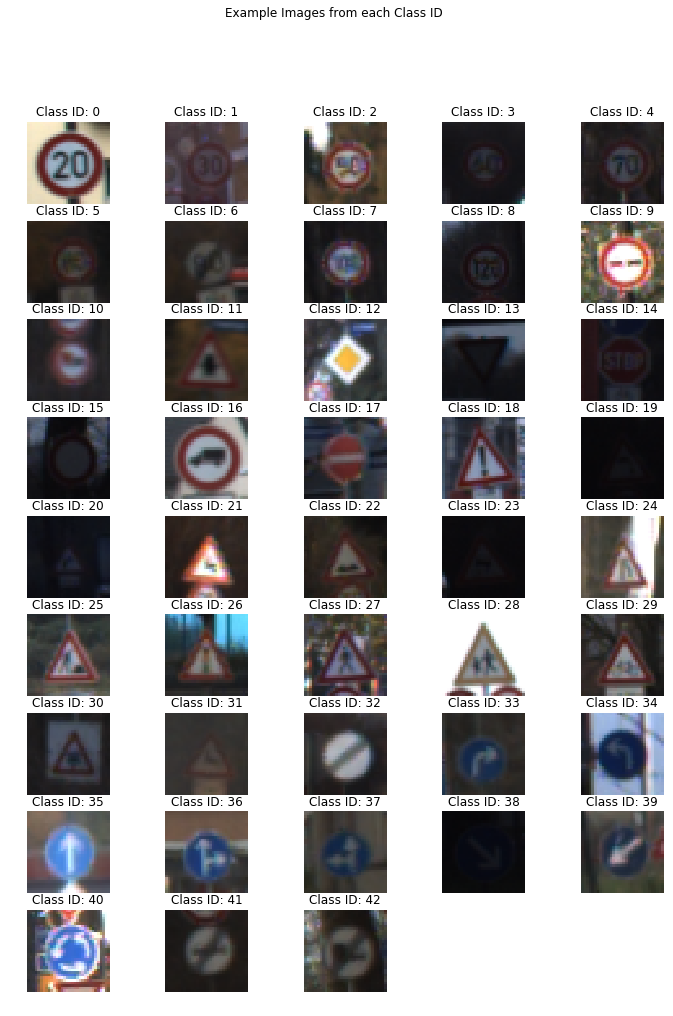 Example Images from each Class ID
Class ID: 0 Class ID: 1 Class ID: 2 Class ID: 3 Class ID: 4
20 30 70
Class ID: 5 Class ID: 6 Class ID: 7 Class ID: 8 Class ID: 9
120
Class ID: 10 Class ID: 11 Class ID: 12 Class ID: 13 Class ID: 14
STOP
Class ID: 15 Class ID: 16 Class ID: 17 Class ID: 18 Class ID: 19
Class ID: 20 Class ID: 21 Class ID: 22 Class ID: 23 Class ID: 24
Class ID: 25 Class ID: 26 Class ID: 27 Class ID: 28 Class ID: 29
Class ID: 30 Class ID: 31 Class ID: 32 Class ID: 33 Class ID: 34
Class ID: 35 Class ID: 36 Class ID: 37 Class ID: 38 Class ID: 39
Class ID: 40 Class ID: 41 Class ID: 42